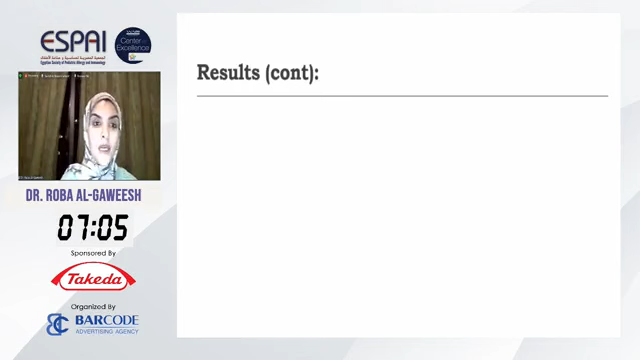 ESPAI
Center of
Excellence
Egyptian Society of Pediatric Allergy and Immunology
DR. ROBA AL-GAWEESH
07:05
Sponsored By
Takeda
Organized By
BARCODE
ADVERTISING AGENCY
Results (cont):